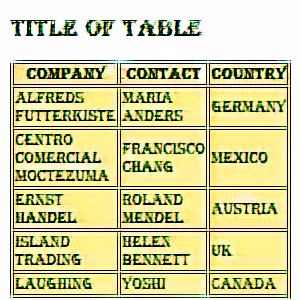 TITLE OF TABLE
COMPANY CONTACT COUNTRY
ALFREDS FUTTERKISTE MARIA ANDERS GERMANY
CENTRO COMERCIAL MOCTEZUMA FRANCISCO CHANG MEXICO
ERNST HANDEL ROLAND MENDEL AUSTRIA
ISLAND TRADING HELEN BENNETT UK
LAUGHING YOSHI CANADA